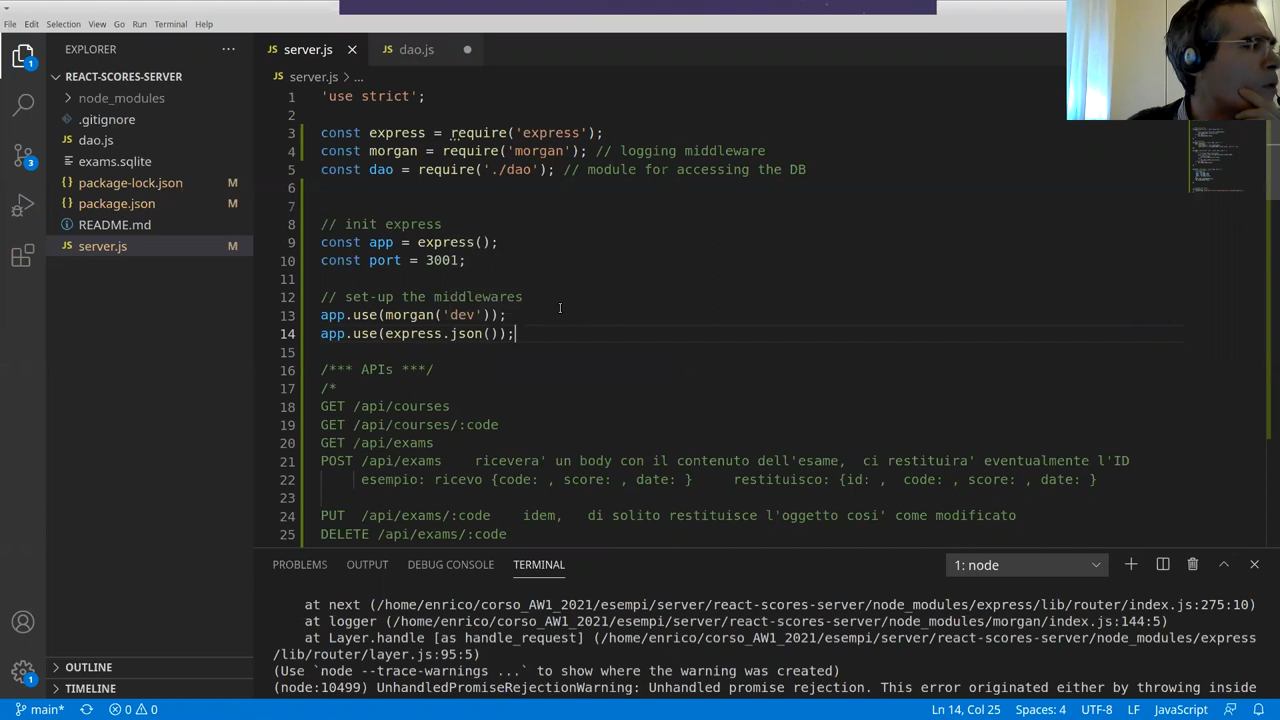 File Edit Selection View Go Run Terminal Help
EXPLORER
server.js
dao.js
REACT-SCORES-SERVER
JS server.js > ...
node_modules
.gitignore
JS dao.js
exams.sqlite
package-lock.json M
package.json M
README.md
JS server.js M
1 'use strict';
2
3 const express = require('express');
4 const morgan = require('morgan'); // logging middleware
5 const dao = require('./dao'); // module for accessing the DB
6
7
8 // init express
9 const app = express();
10 const port = 3001;
11
12 // set-up the middlewares
13 app.use(morgan('dev'));
14 app.use(express.json());
15
16 /*** APIs ***/
17 /*
18 GET /api/courses
19 GET /api/courses/:code
20 GET /api/exams
21 POST /api/exams ricevera' un body con il contenuto dell'esame, ci restituira' eventualmente l'ID
22 esempio: ricevo {code: , score: , date: } restituisco: {id: , code: , score: , date: }
23
24 PUT /api/exams/:code idem, di solito restituisce l'oggetto cosi' come modificato
25 DELETE /api/exams/:code
PROBLEMS OUTPUT DEBUG CONSOLE TERMINAL
1: node
at next (/home/enrico/corso_AW1_2021/esempi/server/react-scores-server/node_modules/express/lib/router/index.js:275:10)
at logger (/home/enrico/corso_AW1_2021/esempi/server/react-scores-server/node_modules/morgan/index.js:144:5)
at Layer.handle [as handle_request] (/home/enrico/corso_AW1_2021/esempi/server/react-scores-server/node_modules/express
/lib/router/layer.js:95:5)
(Use `node --trace-warnings ...` to show where the warning was created)
(node:10499) UnhandledPromiseRejectionWarning: Unhandled promise rejection. This error originated either by throwing inside
OUTLINE
TIMELINE
main* 0 0 Ln 14, Col 25 Spaces: 4 UTF-8 LF JavaScript